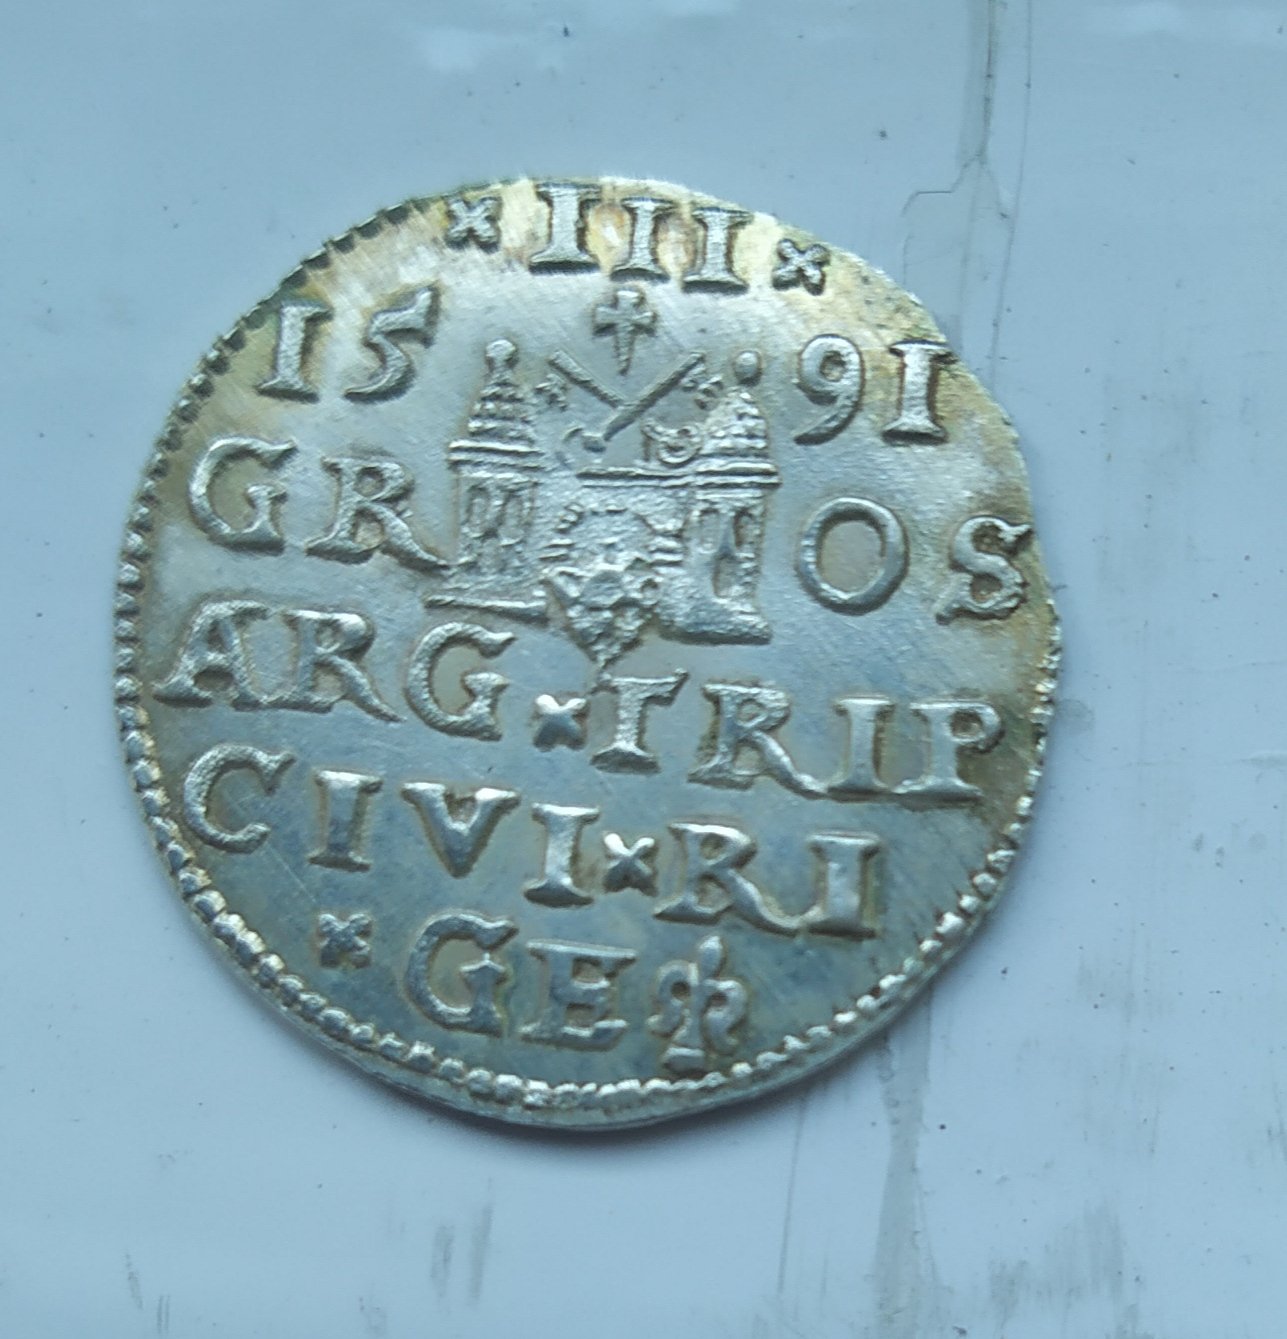 III
15 91
GR OS
ARG TRIP
CIVI RI
GE